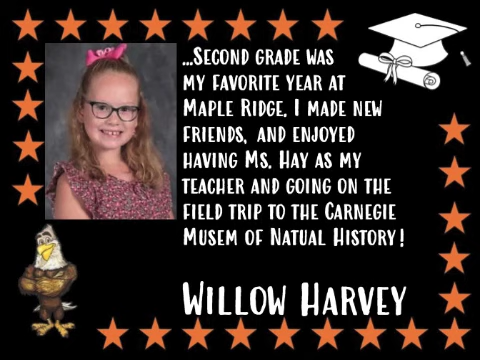 ...Second grade was
my favorite year at
Maple Ridge. I made new
friends, and enjoyed
having Ms. Hay as my
teacher and going on the
field trip to the Carnegie
Musem of Natual History!
Willow Harvey